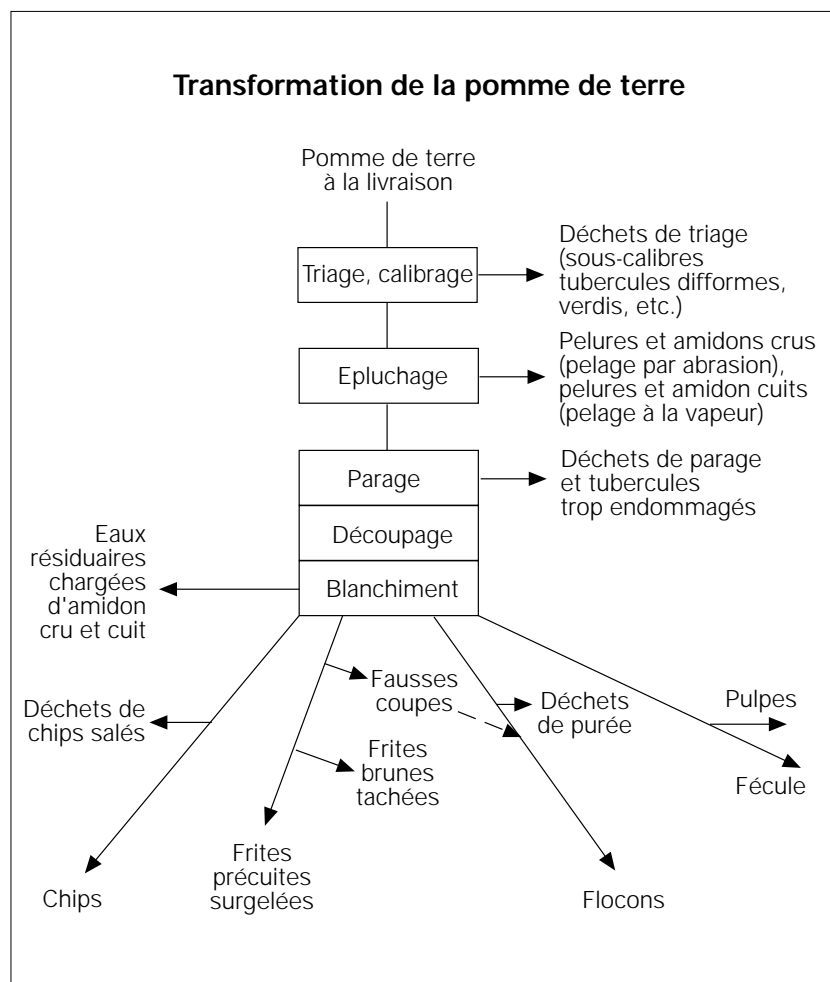 Transformation de la pomme de terre
Pomme de terre
à la livraison
Triage, calibrage
Déchets de triage
(sous-calibres
tubercules difformes,
verdis, etc.)
Epluchage
Pelures et amidons crus
(pelage par abrasion),
pelures et amidon cuits
(pelage à la vapeur)
Parage
Déchets de parage
et tubercules
trop endommagés
Découpage
Blanchiment
Eaux
résiduaires
chargées
d'amidon
cru et cuit
Déchets de
chips salés
Fausses
coupes
Déchets
de purée
Pulpes
Frites
brunes
tachées
Fécule
Chips
Frites
précuites
surgelées
Flocons